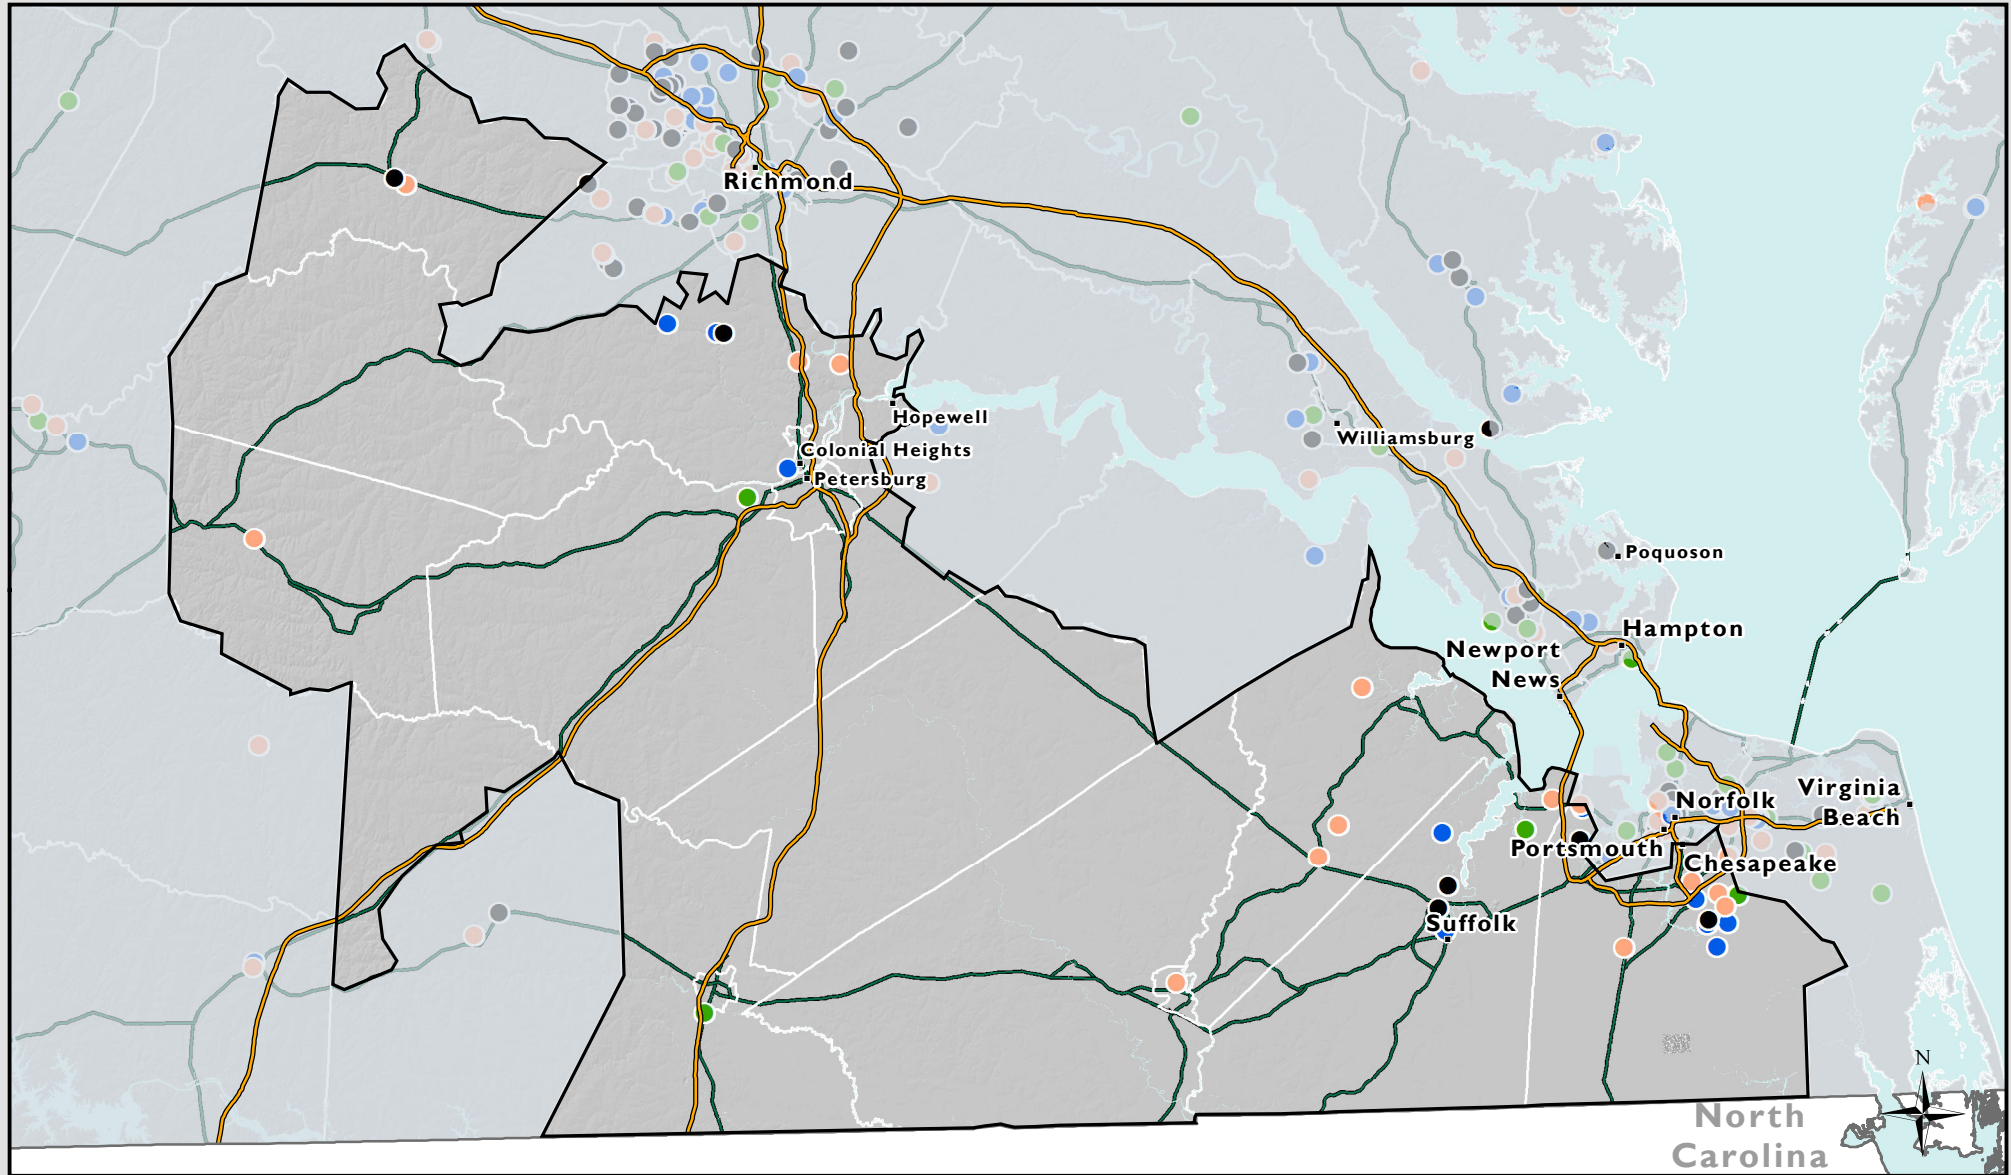 Richmond
Hopewell
Williamsburg
Colonial Heights
Petersburg
Poquoson
Hampton
Newport
News
Virginia
Beach
Norfolk
Portsmouth
Chesapeake
Suffolk
N
North
Carolina